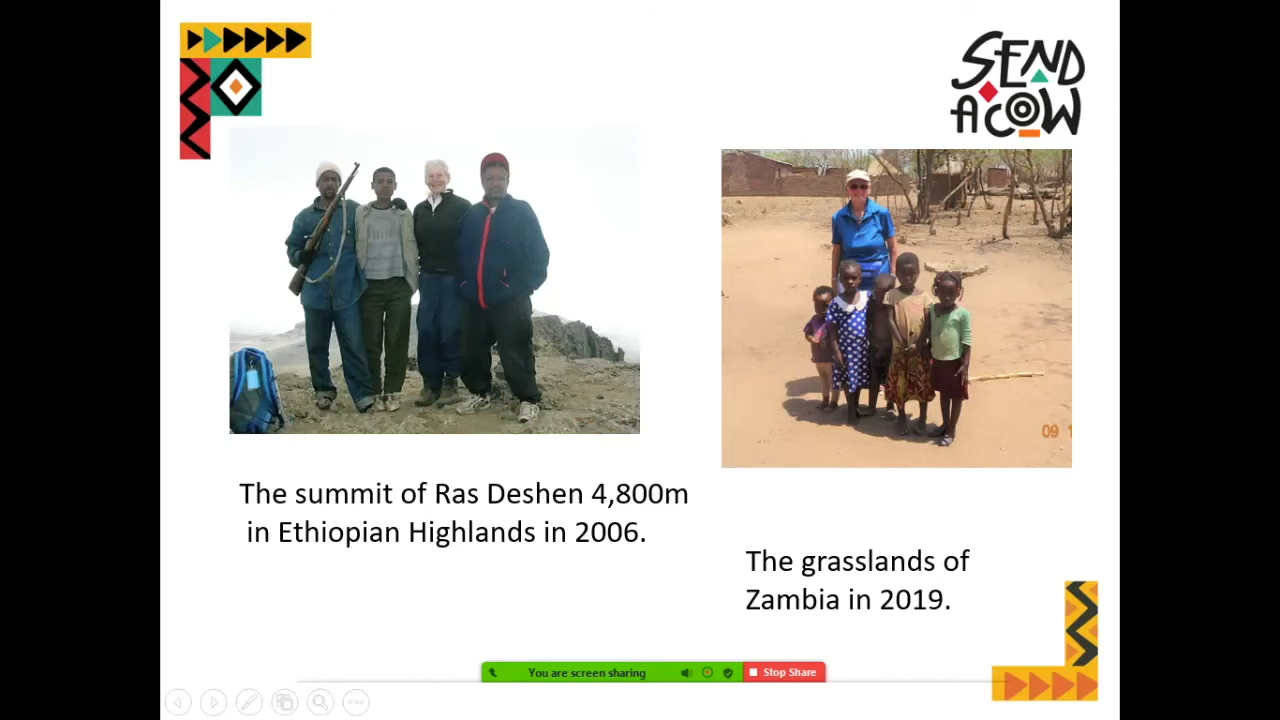 SEND
A COW
The summit of Ras Deshen 4,800m
in Ethiopian Highlands in 2006.
09 1
The grasslands of
Zambia in 2019.
You are screen sharing
Stop Share